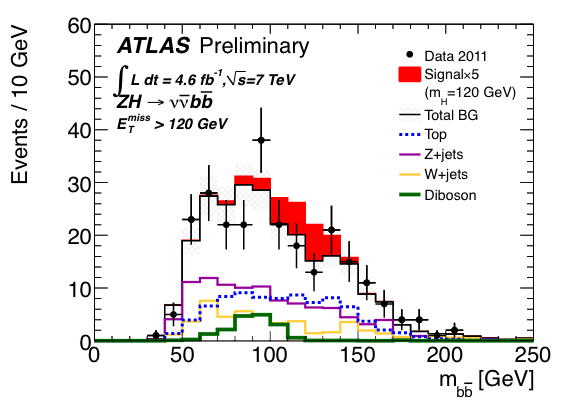 ATLAS Preliminary
∫ L dt = 4.6 fb⁻¹, √s=7 TeV
ZH → νν̅bb̅
E_T^miss > 120 GeV
Data 2011
Signal×5
(m_H=120 GeV)
Total BG
Top
Z+jets
W+jets
Diboson
Events / 10 GeV
60
50
40
30
20
10
0
0 50 100 150 200 250
m_bb̅ [GeV]